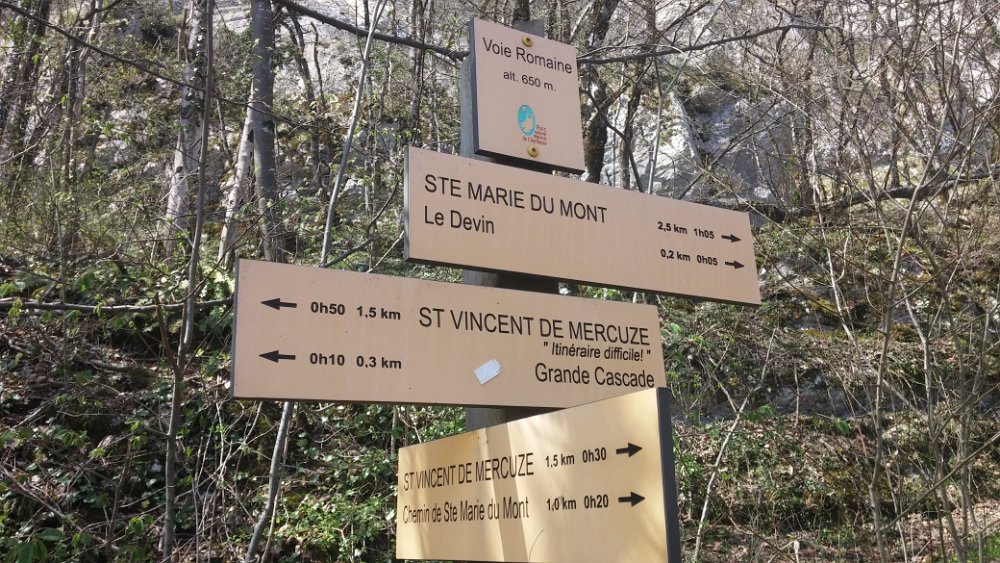 Voie Romaine
alt. 650 m.
STE MARIE DU MONT 2,5 km 1h05
Le Devin 0,2 km 0h05
0h50 1.5 km ST VINCENT DE MERCUZE
" Itinéraire difficile! "
0h10 0,3 km Grande Cascade
ST VINCENT DE MERCUZE 1,5 km 0h30
Chemin de Ste Marie du Mont 1,0 km 0h20